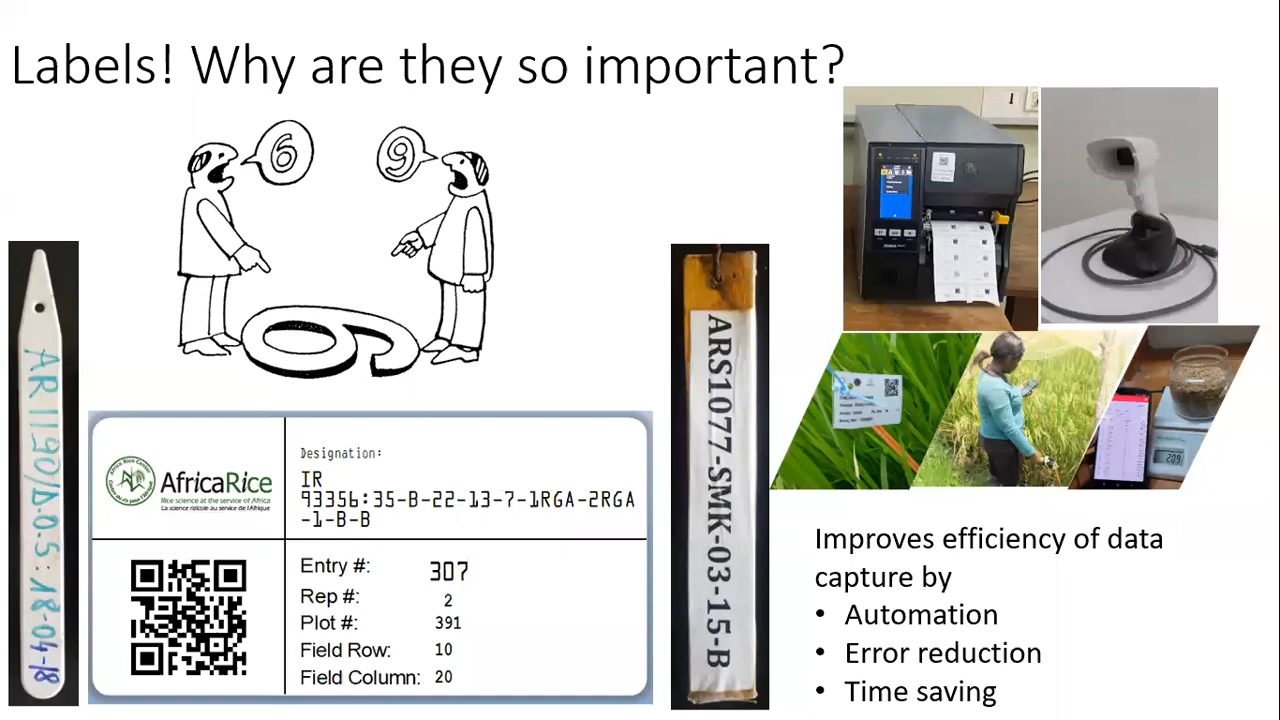 Labels! Why are they so important?
6
9
AR1190/D.O.S:18-04-18
AfricaRice
Rice science at the service of Africa
La science rizicole au service de l'Afrique
Designation:
IR
93356:35-B-22-13-7-1RGA-2RGA
-1-B-B
Entry #: 307
Rep #: 2
Plot #: 391
Field Row: 10
Field Column: 20
ARS1077-SMK-03-15-B
Improves efficiency of data
capture by
• Automation
• Error reduction
• Time saving